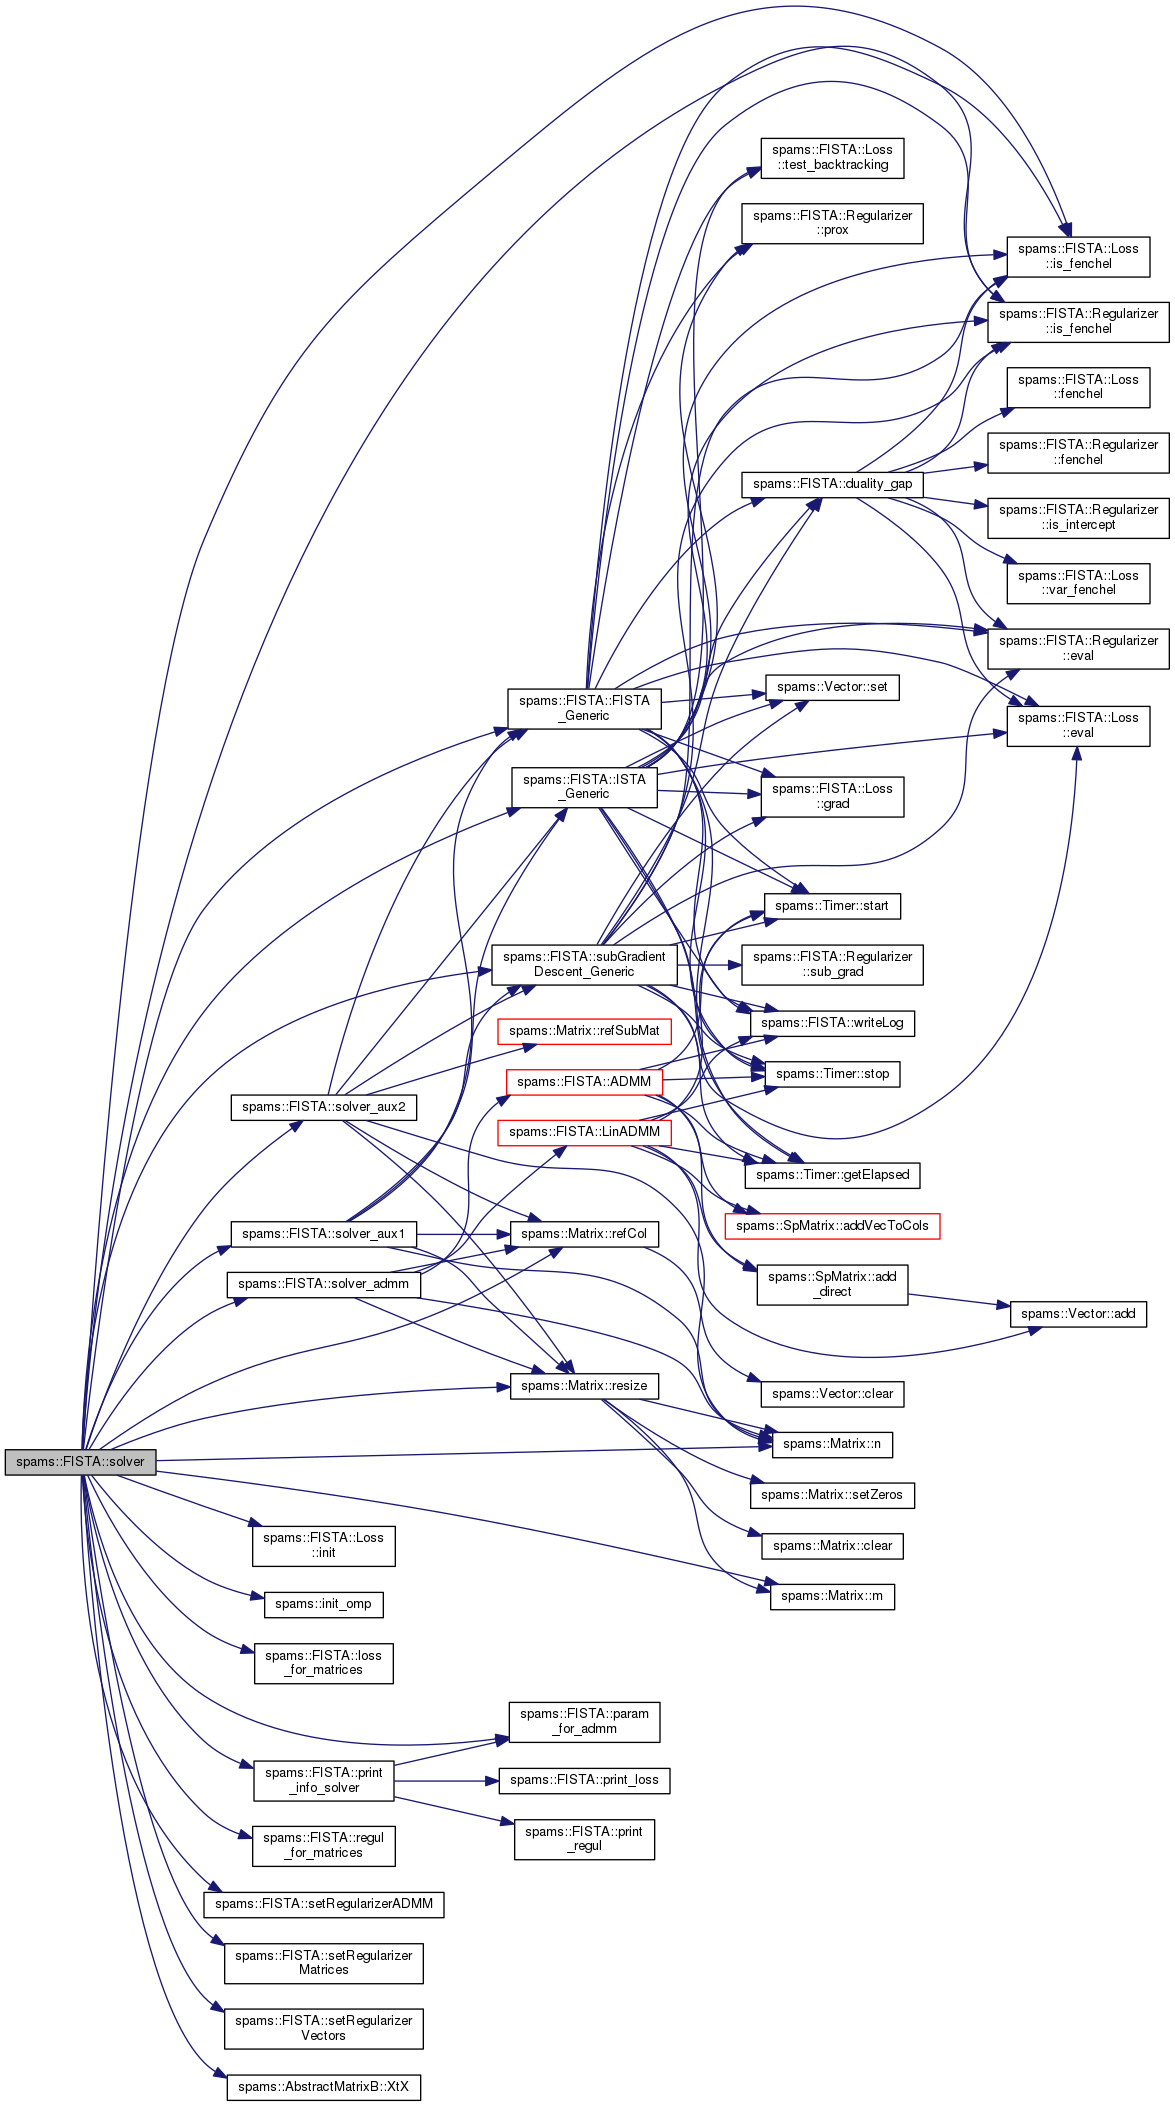 spams::FISTA::Loss
::test_backtracking
spams::FISTA::Regularizer
::prox
spams::FISTA::Loss
::is_fenchel
spams::FISTA::Regularizer
::is_fenchel
spams::FISTA::Loss
::fenchel
spams::FISTA::Regularizer
::fenchel
spams::FISTA::duality_gap
spams::FISTA::Regularizer
::is_intercept
spams::FISTA::Loss
::var_fenchel
spams::FISTA::Regularizer
::eval
spams::Vector::set
spams::FISTA::FISTA
_Generic
spams::FISTA::Loss
::eval
spams::FISTA::ISTA
_Generic
spams::FISTA::Loss
::grad
spams::Timer::start
spams::FISTA::subGradient
Descent_Generic
spams::FISTA::Regularizer
::sub_grad
spams::FISTA::writeLog
spams::Matrix::refSubMat
spams::Timer::stop
spams::FISTA::ADMM
spams::FISTA::solver_aux2
spams::FISTA::LinADMM
spams::Timer::getElapsed
spams::SpMatrix::addVecToCols
spams::FISTA::solver_aux1
spams::Matrix::refCol
spams::FISTA::solver_admm
spams::SpMatrix::add
_direct
spams::Vector::add
spams::Matrix::resize
spams::Vector::clear
spams::Matrix::n
spams::FISTA::solver
spams::Matrix::setZeros
spams::FISTA::Loss
::init
spams::Matrix::clear
spams::Matrix::m
spams::init_omp
spams::FISTA::loss
_for_matrices
spams::FISTA::param
_for_admm
spams::FISTA::print
_info_solver
spams::FISTA::print_loss
spams::FISTA::print
_regul
spams::FISTA::regul
_for_matrices
spams::FISTA::setRegularizerADMM
spams::FISTA::setRegularizer
Matrices
spams::FISTA::setRegularizer
Vectors
spams::AbstractMatrixB::XtX